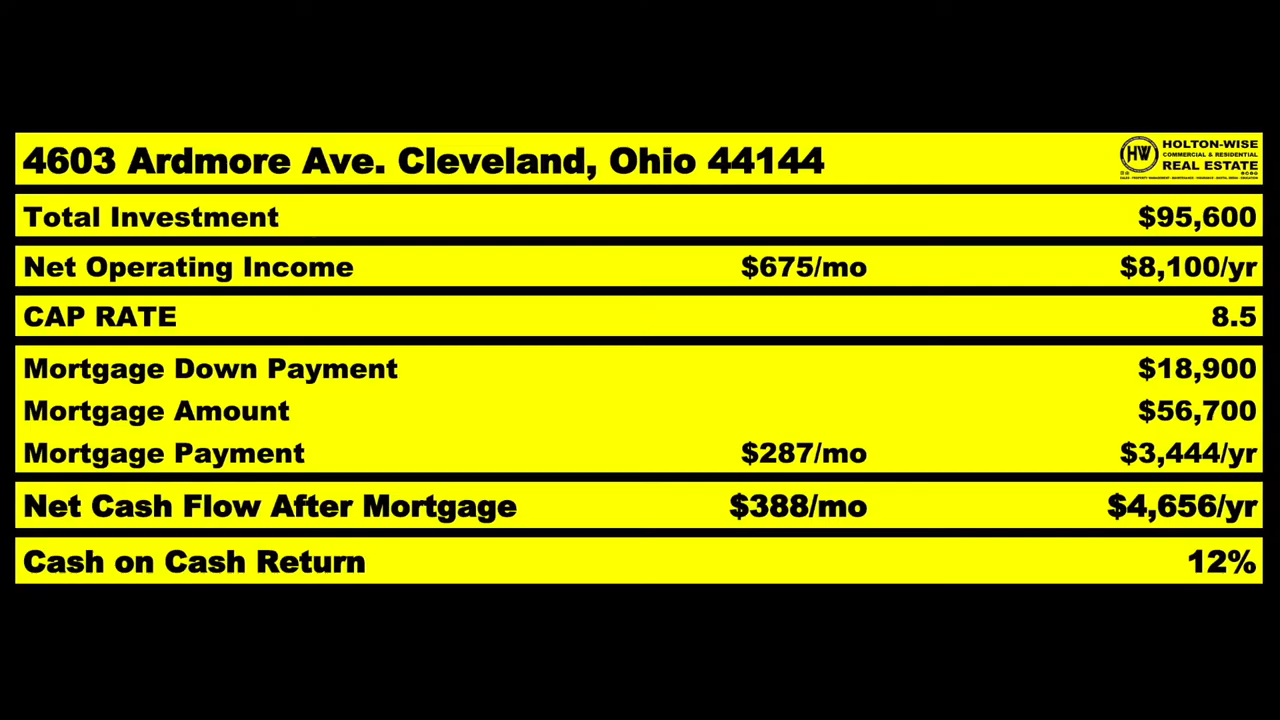 4603 Ardmore Ave. Cleveland, Ohio 44144
HW
HOLTON-WISE
COMMERCIAL & RESIDENTIAL
REAL ESTATE
Total Investment $95,600
Net Operating Income $675/mo $8,100/yr
CAP RATE 8.5
Mortgage Down Payment $18,900
Mortgage Amount $56,700
Mortgage Payment $287/mo $3,444/yr
Net Cash Flow After Mortgage $388/mo $4,656/yr
Cash on Cash Return 12%